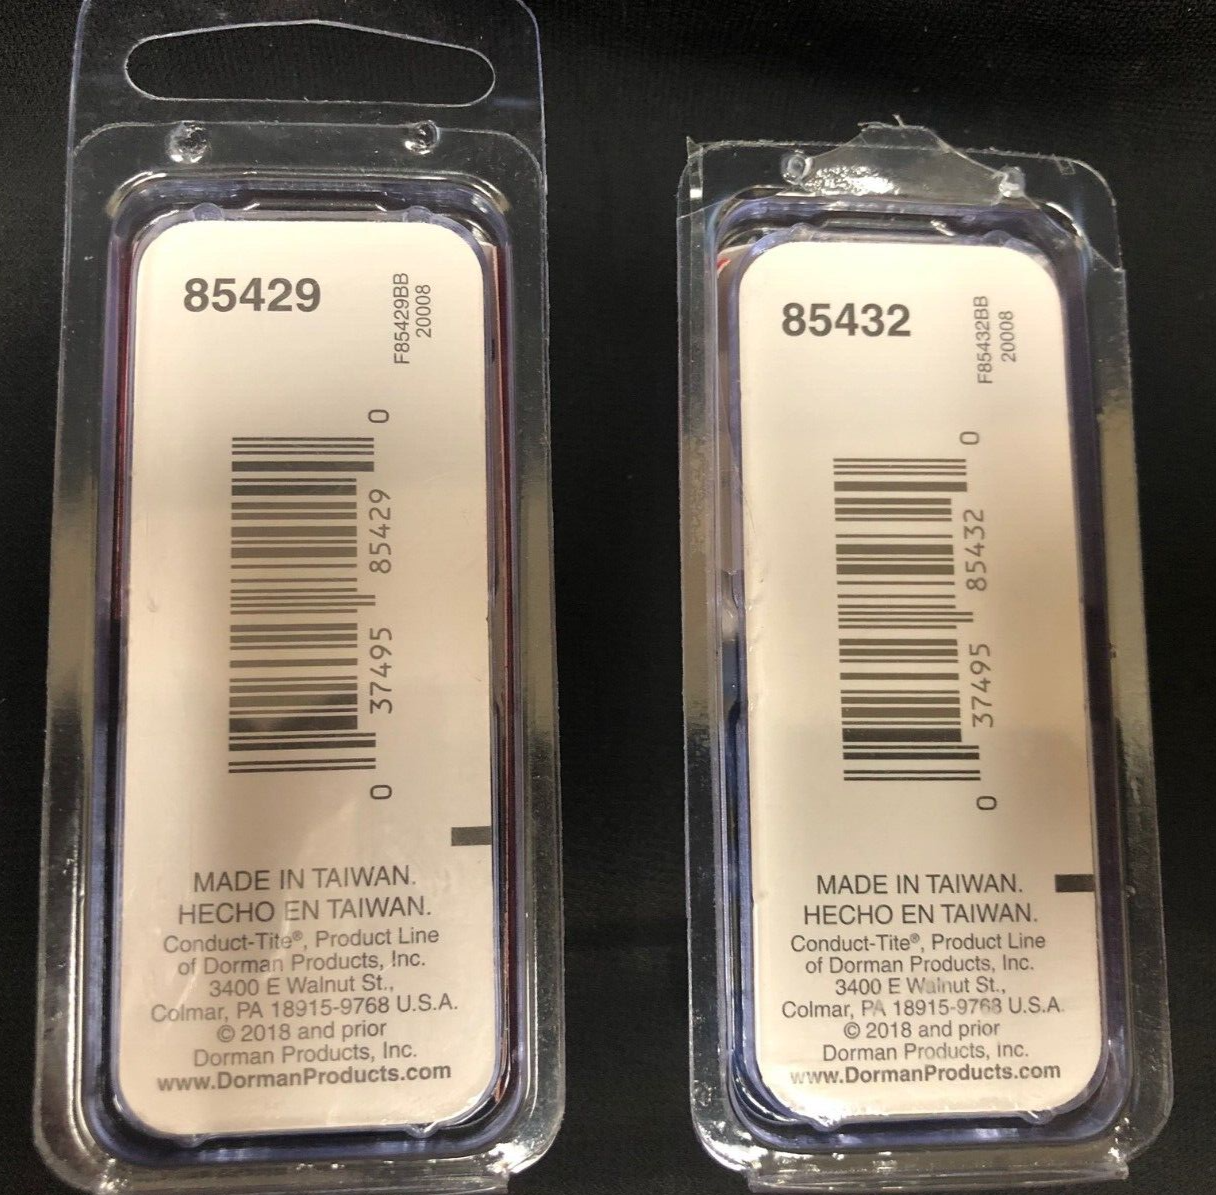 85429
F85429BB
20008
0 37495 85429 0
MADE IN TAIWAN.
HECHO EN TAIWAN.
Conduct-Tite®, Product Line
of Dorman Products, Inc.
3400 E Walnut St.,
Colmar, PA 18915-9768 U.S.A.
© 2018 and prior
Dorman Products, Inc.
www.DormanProducts.com
85432
F85432BB
20008
0 37495 85432 0
MADE IN TAIWAN.
HECHO EN TAIWAN.
Conduct-Tite®, Product Line
of Dorman Products, Inc.
3400 E Walnut St.,
Colmar, PA 18915-9768 U.S.A.
© 2018 and prior
Dorman Products, Inc.
www.DormanProducts.com